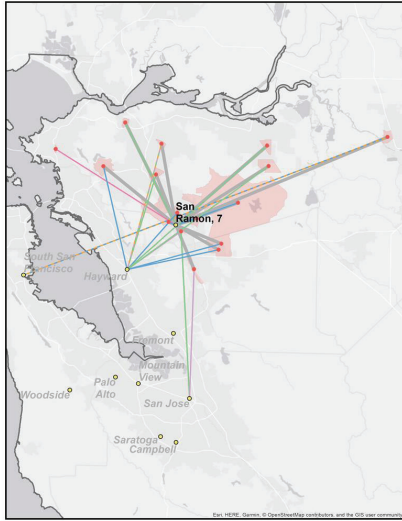 San
Ramon, 7
South San
Francisco
Hayward
Fremont
Mountain
View
Palo
Alto
Woodside
San Jose
Saratoga
Campbell
Esri, HERE, Garmin, © OpenStreetMap contributors, and the GIS user community